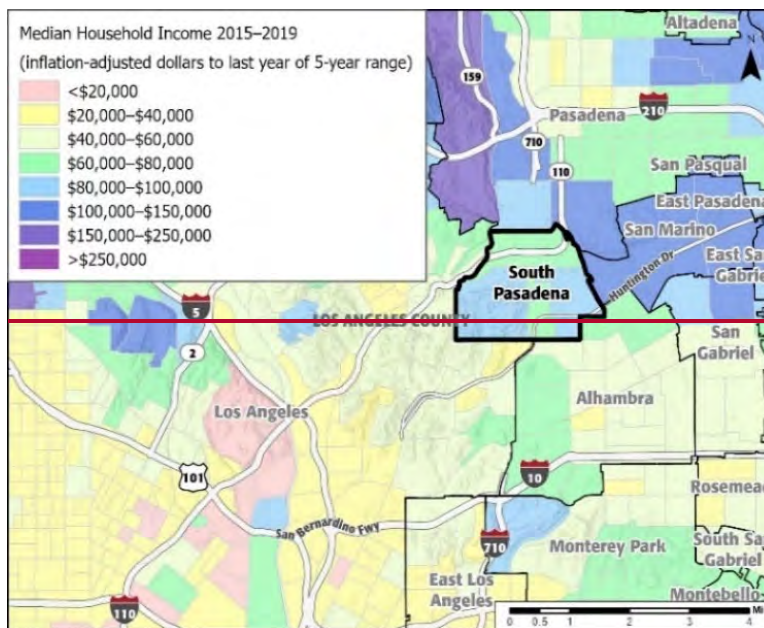 Median Household Income 2015–2019
(inflation-adjusted dollars to last year of 5-year range)
<$20,000
$20,000–$40,000
$40,000–$60,000
$60,000–$80,000
$80,000–$100,000
$100,000–$150,000
$150,000–$250,000
>$250,000
Altadena
N
159
Pasadena
210
710
110
San Pasqual
East Pasadena
San Marino
East San
Gabriel
South
Pasadena
Huntington Dr
5
LOS ANGELES COUNTY
2
San
Gabriel
Alhambra
Los Angeles
101
10
Rosemead
San Bernardino Fwy
710
Monterey Park
South San
Gabriel
East Los
Angeles
Montebello
110
0 0.5 1 2 3 4